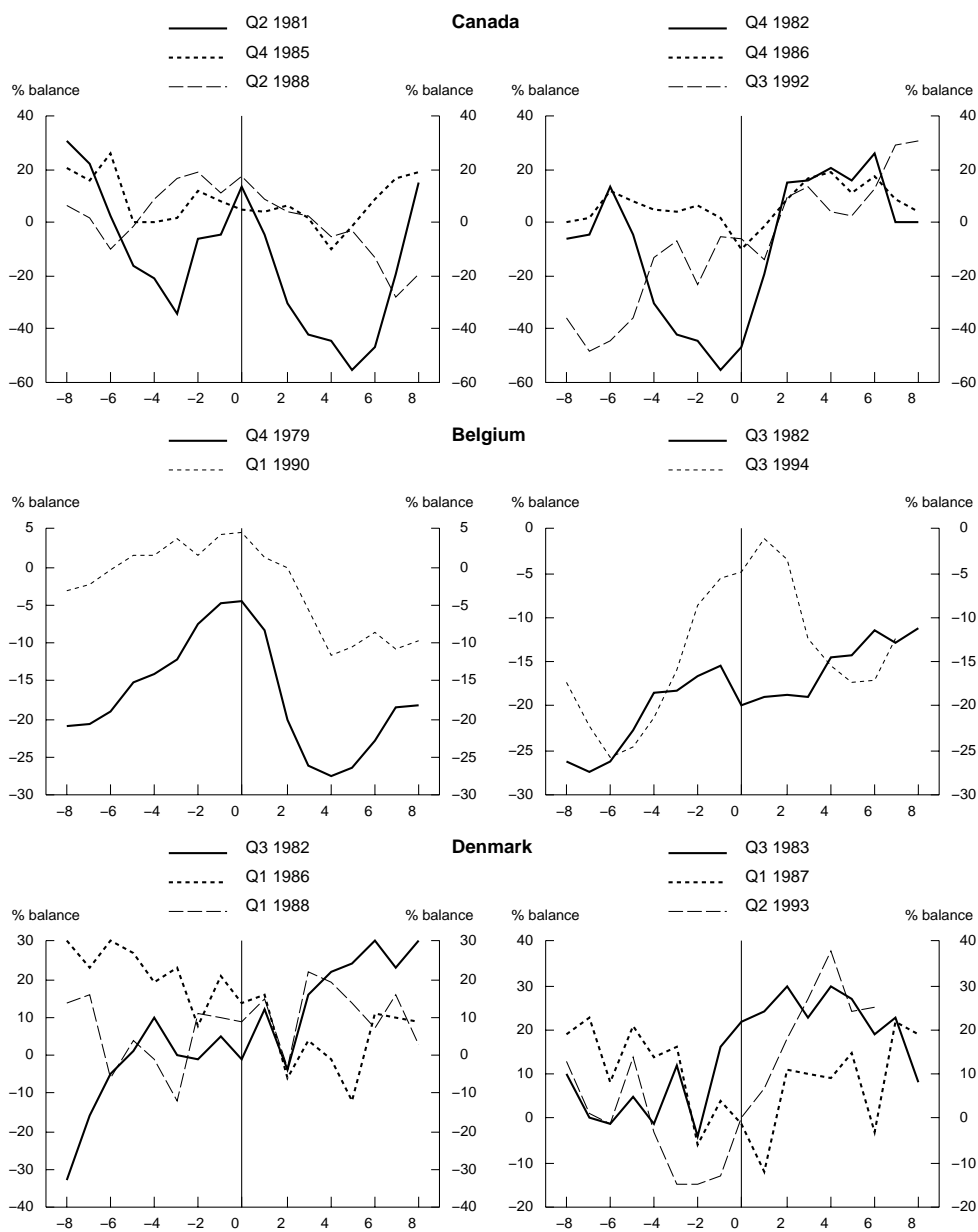 Canada
Q2 1981
Q4 1985
Q2 1988
% balance % balance
40 40
20 20
0 0
–20 –20
–40 –40
–60 –60
–8 –6 –4 –2 0 2 4 6 8
Q4 1982
Q4 1986
Q3 1992
% balance % balance
40 40
20 20
0 0
–20 –20
–40 –40
–60 –60
–8 –6 –4 –2 0 2 4 6 8
Belgium
Q4 1979
Q1 1990
% balance % balance
5 5
0 0
–5 –5
–10 –10
–15 –15
–20 –20
–25 –25
–30 –30
–8 –6 –4 –2 0 2 4 6 8
Q3 1982
Q3 1994
% balance % balance
0 0
–5 –5
–10 –10
–15 –15
–20 –20
–25 –25
–30 –30
–8 –6 –4 –2 0 2 4 6 8
Denmark
Q3 1982
Q1 1986
Q1 1988
% balance % balance
30 30
20 20
10 10
0 0
–10 –10
–20 –20
–30 –30
–40 –40
–8 –6 –4 –2 0 2 4 6 8
Q3 1983
Q1 1987
Q2 1993
% balance % balance
40 40
30 30
20 20
10 10
0 0
–10 –10
–20 –20
–8 –6 –4 –2 0 2 4 6 8